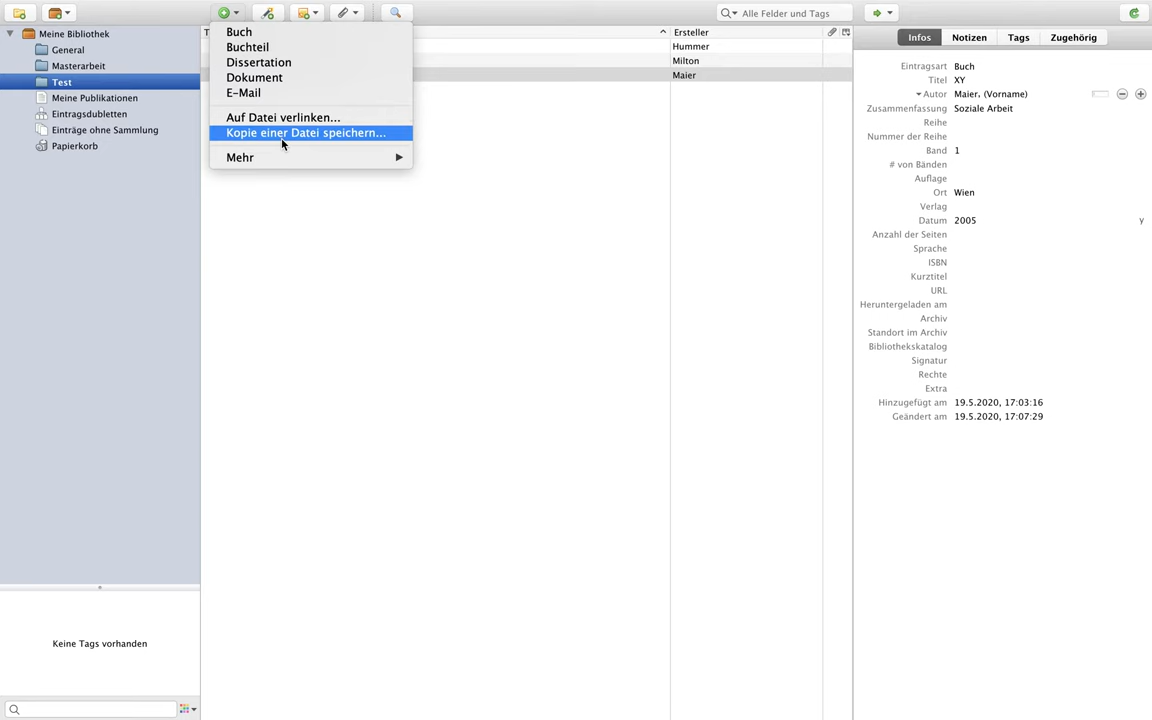 Alle Felder und Tags
Meine Bibliothek
General
Masterarbeit
Test
Meine Publikationen
Eintragsdubletten
Einträge ohne Sammlung
Papierkorb
Keine Tags vorhanden
Buch
Buchteil
Dissertation
Dokument
E-Mail
Auf Datei verlinken...
Kopie einer Datei speichern...
Mehr
T
Ersteller
Hummer
Milton
Maier
Infos Notizen Tags Zugehörig
Eintragsart Buch
Titel XY
Autor Maier, (Vorname)
Zusammenfassung Soziale Arbeit
Reihe
Nummer der Reihe
Band 1
# von Bänden
Auflage
Ort Wien
Verlag
Datum 2005 y
Anzahl der Seiten
Sprache
ISBN
Kurztitel
URL
Heruntergeladen am
Archiv
Standort im Archiv
Bibliothekskatalog
Signatur
Rechte
Extra
Hinzugefügt am 19.5.2020, 17:03:16
Geändert am 19.5.2020, 17:07:29